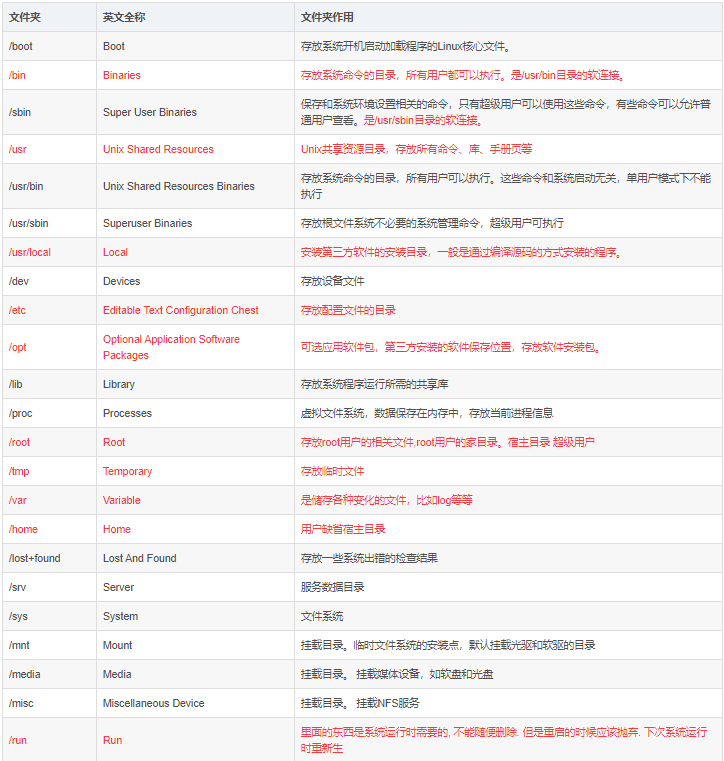 文件夹 英文全称 文件夹作用
/boot Boot 存放系统开机启动加载程序的Linux核心文件。
/bin Binaries 存放系统命令的目录，所有用户都可以执行。是/usr/bin目录的软连接。
/sbin Super User Binaries 保存和系统环境设置相关的命令，只有超级用户可以使用这些命令，有些命令可以允许普
通用户查看。是/usr/sbin目录的软连接。
/usr Unix Shared Resources Unix共享资源目录，存放所有命令、库、手册页等
/usr/bin Unix Shared Resources Binaries 存放系统命令的目录，所有用户可以执行。这些命令和系统启动无关，单用户模式下不能
执行
/usr/sbin Superuser Binaries 存放根文件系统不必要的系统管理命令，超级用户可执行
/usr/local Local 安装第三方软件的安装目录，一般是通过编译源码的方式安装的程序。
/dev Devices 存放设备文件
/etc Editable Text Configuration Chest 存放配置文件的目录
/opt Optional Application Software
Packages 可选应用软件包，第三方安装的软件保存位置，存放软件安装包。
/lib Library 存放系统程序运行所需的共享库
/proc Processes 虚拟文件系统，数据保存在内存中，存放当前进程信息
/root Root 存放root用户的相关文件,root用户的家目录。宿主目录 超级用户
/tmp Temporary 存放临时文件
/var Variable 是储存各种变化的文件，比如log等等
/home Home 用户缺省宿主目录
/lost+found Lost And Found 存放一些系统出错的检查结果
/srv Server 服务数据目录
/sys System 文件系统
/mnt Mount 挂载目录。临时文件系统的安装点，默认挂载光驱和软驱的目录
/media Media 挂载目录。 挂载媒体设备，如软盘和光盘
/misc Miscellaneous Device 挂载目录。 挂载NFS服务
/run Run 里面的东西是系统运行时需要的, 不能随便删除. 但是重启的时候应该抛弃. 下次系统运行
时重新生